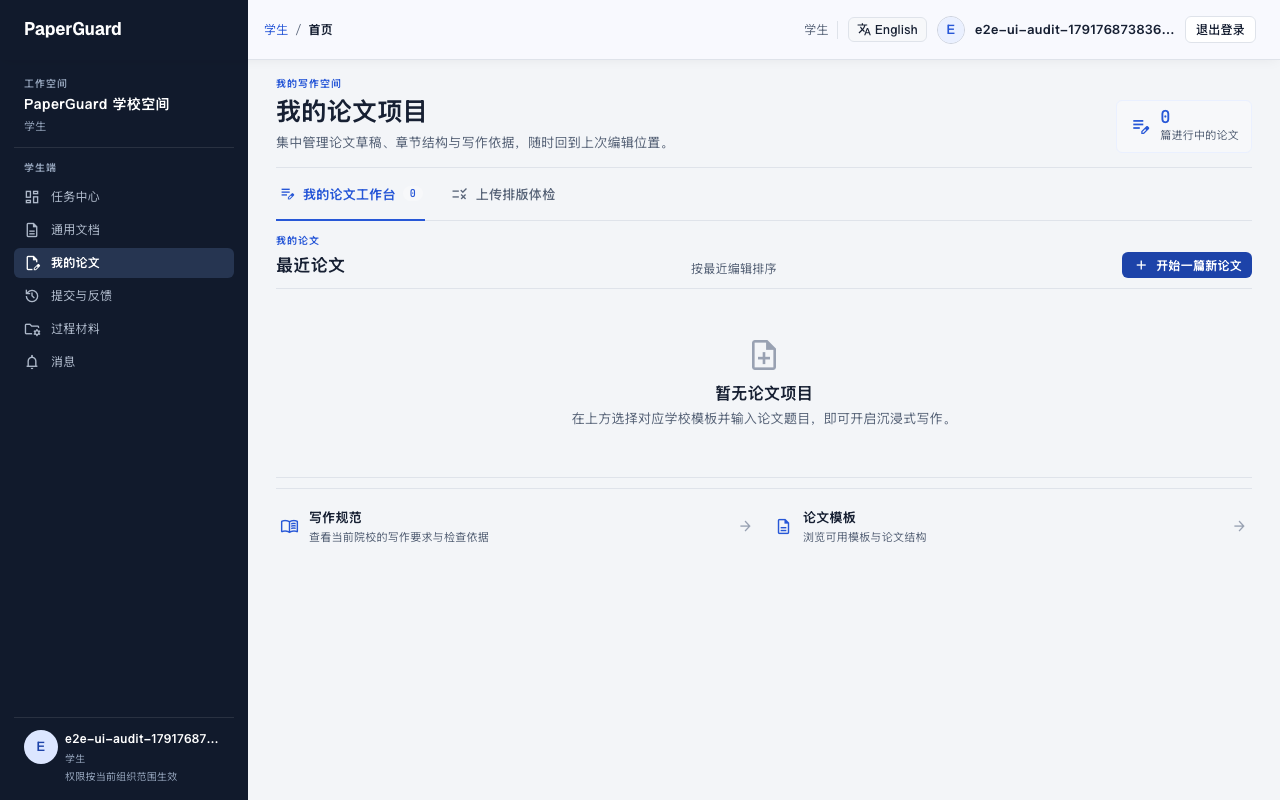 PaperGuard
工作空间
PaperGuard 学校空间
学生
学生端
任务中心
通用文档
我的论文
提交与反馈
过程材料
消息
e2e-ui-audit-17917687...
学生
权限按当前组织范围生效
学生 / 首页
学生
English
E
e2e-ui-audit-179176873836...
退出登录
我的写作空间
我的论文项目
集中管理论文草稿、章节结构与写作依据，随时回到上次编辑位置。
0
篇进行中的论文
我的论文工作台 0
上传排版体检
我的论文
最近论文
按最近编辑排序
开始一篇新论文
暂无论文项目
在上方选择对应学校模板并输入论文题目，即可开启沉浸式写作。
写作规范
查看当前院校的写作要求与检查依据
论文模板
浏览可用模板与论文结构
E